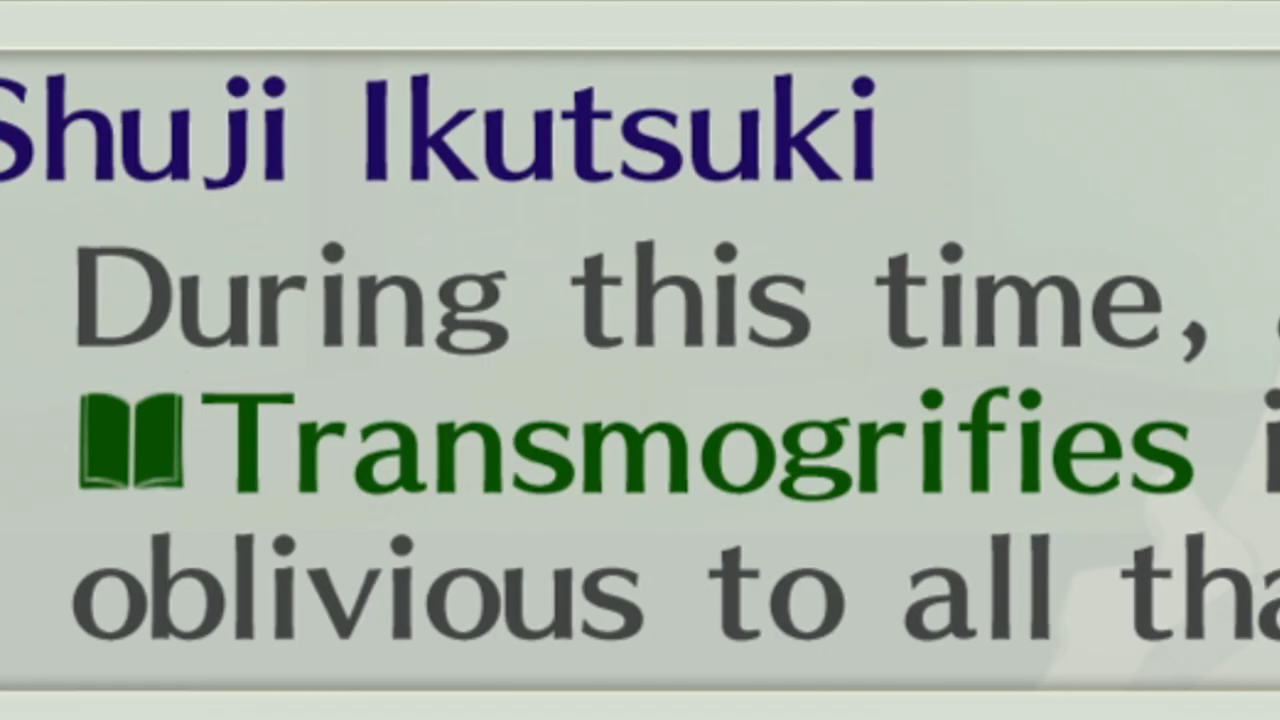 Shuji Ikutsuki
During this time,
Transmogrifies
oblivious to all